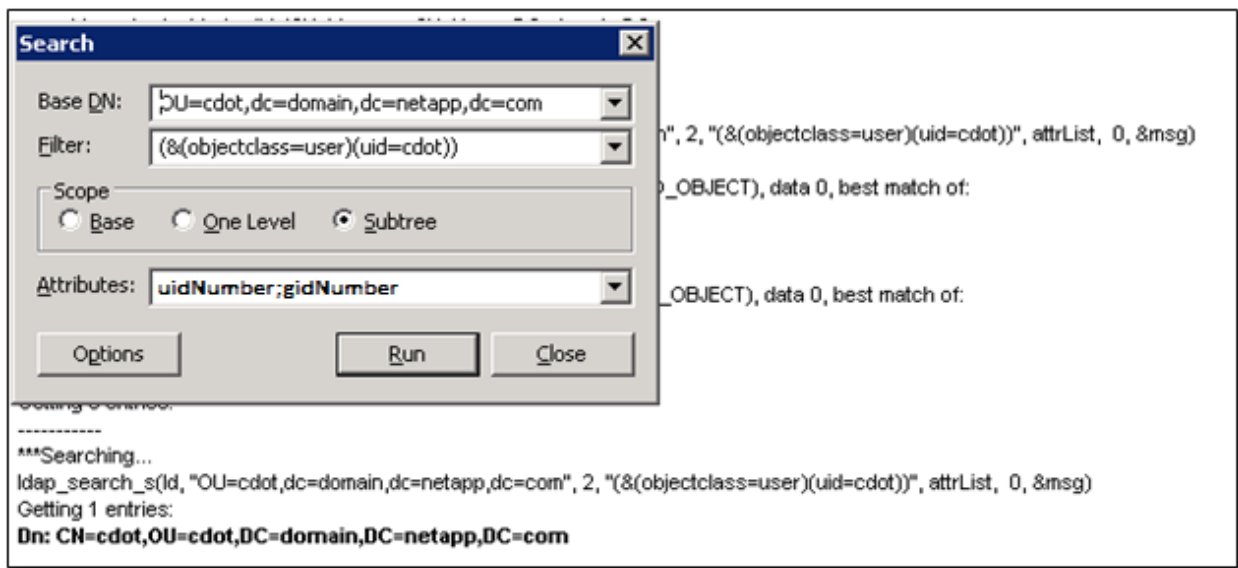 Search
Base DN: OU=cdot,dc=domain,dc=netapp,dc=com
Filter: (&(objectclass=user)(uid=cdot))
", 2, "(&(objectclass=user)(uid=cdot))", attrList, 0, &msg)
Scope
_OBJECT), data 0, best match of:
Base One Level Subtree
Attributes: uidNumber;gidNumber
_OBJECT), data 0, best match of:
Options Run Close
-----------
***Searching...
ldap_search_s(ld, "OU=cdot,dc=domain,dc=netapp,dc=com", 2, "(&(objectclass=user)(uid=cdot))", attrList, 0, &msg)
Getting 1 entries:
Dn: CN=cdot,OU=cdot,DC=domain,DC=netapp,DC=com